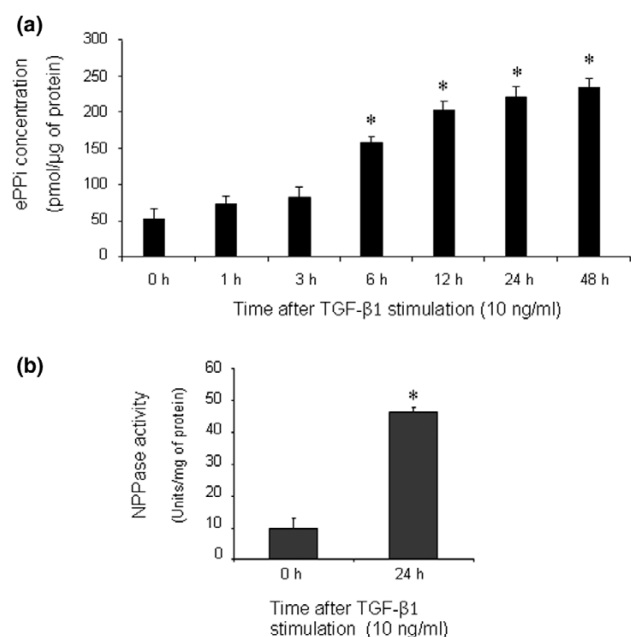 (a)
ePPi concentration
(pmol/µg of protein)
300
250
200
150
100
50
0
* * * *
0 h 1 h 3 h 6 h 12 h 24 h 48 h
Time after TGF-β1 stimulation (10 ng/ml)
(b)
NPPase activity
(Units/mg of protein)
60
50
40
30
20
10
0
*
0 h 24 h
Time after TGF-β1
stimulation (10 ng/ml)